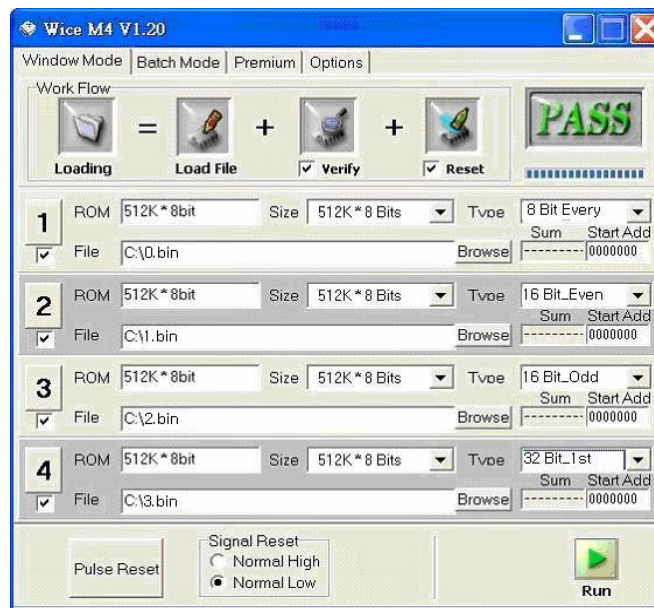 Wice M4 V1.20
Window Mode Batch Mode Premium Options
Work Flow
= + +
Loading Load File Verify Reset
PASS
1 ROM 512K*8bit Size 512K*8 Bits Type 8 Bit Every
Sum Start Add
File C:\0.bin Browse --------- 0000000
2 ROM 512K*8bit Size 512K*8 Bits Type 16 Bit_Even
Sum Start Add
File C:\1.bin Browse --------- 0000000
3 ROM 512K*8bit Size 512K*8 Bits Type 16 Bit_Odd
Sum Start Add
File C:\2.bin Browse --------- 0000000
4 ROM 512K*8bit Size 512K*8 Bits Type 32 Bit_1st
Sum Start Add
File C:\3.bin Browse --------- 0000000
Pulse Reset
Signal Reset
Normal High
Normal Low
Run